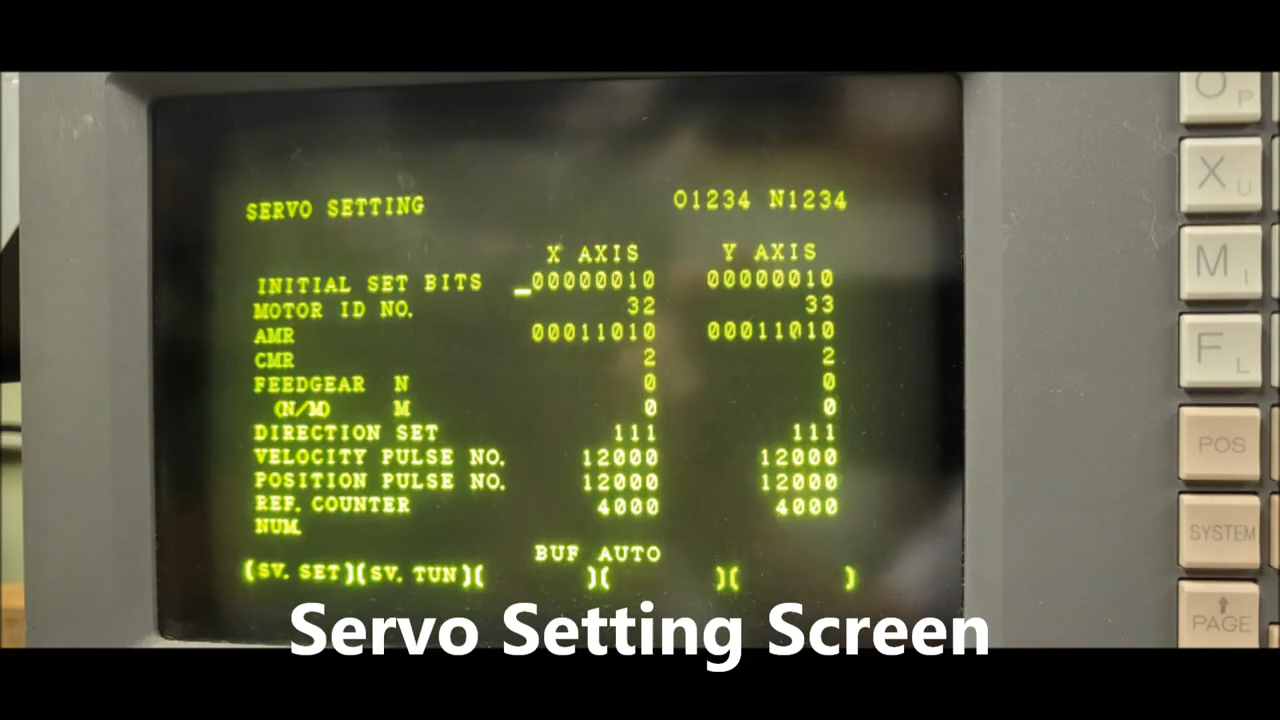 SERVO SETTING O1234 N1234
X AXIS Y AXIS
INITIAL SET BITS _00000010 00000010
MOTOR ID NO. 32 33
AMR 00011010 00011010
CMR 2 2
FEEDGEAR N 0 0
(N/M) M 0 0
DIRECTION SET 111 111
VELOCITY PULSE NO. 12000 12000
POSITION PULSE NO. 12000 12000
REF. COUNTER 4000 4000
NUM.
BUF AUTO
(SV. SET)(SV. TUN)( )( )( )
Servo Setting Screen
O P
X U
M I
F L
POS
SYSTEM
↑
PAGE